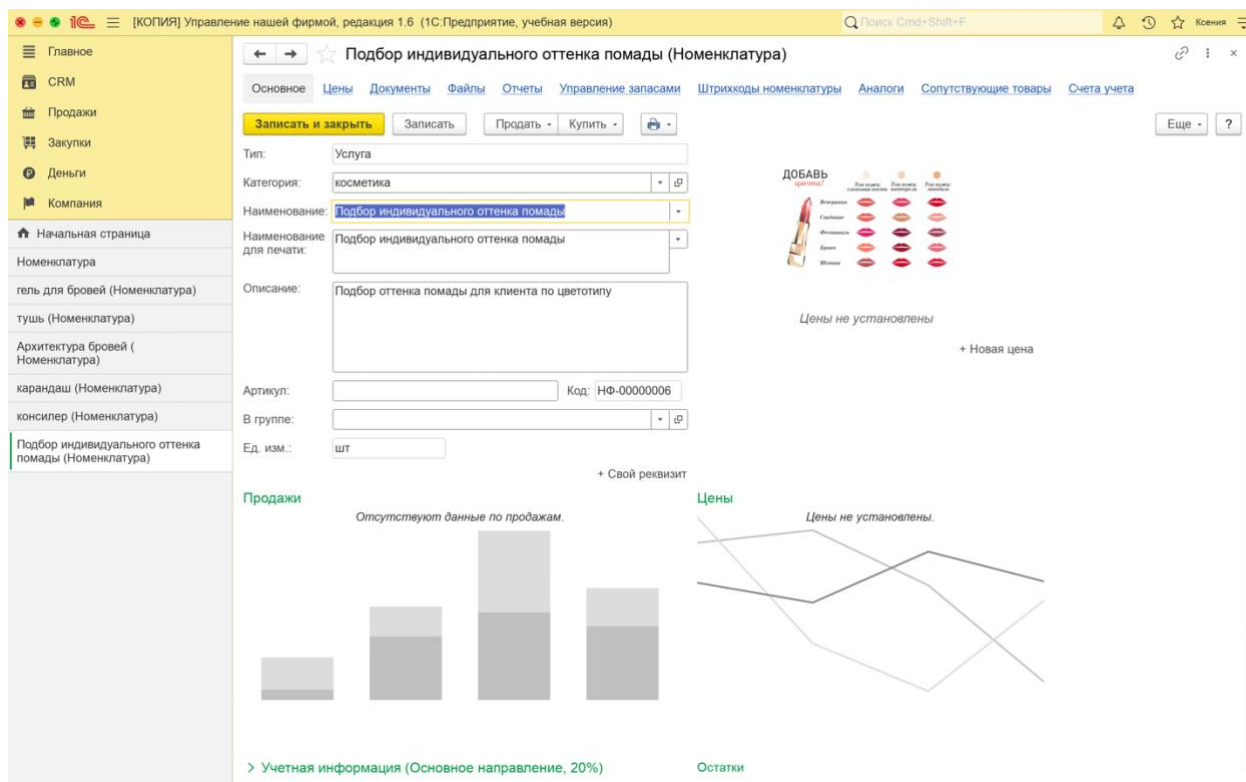 1С [КОПИЯ] Управление нашей фирмой, редакция 1.6 (1С:Предприятие, учебная версия) Поиск Cmd+Shift+F Ксения
Главное
CRM
Продажи
Закупки
Деньги
Компания
Начальная страница
Номенклатура
гель для бровей (Номенклатура)
тушь (Номенклатура)
Архитектура бровей (
Номенклатура)
карандаш (Номенклатура)
консилер (Номенклатура)
Подбор индивидуального оттенка
помады (Номенклатура)
Подбор индивидуального оттенка помады (Номенклатура)
Основное Цены Документы Файлы Отчеты Управление запасами Штрихкоды номенклатуры Аналоги Сопутствующие товары Счета учета
Записать и закрыть Записать Продать Купить Еще ?
Тип: Услуга
Категория: косметика
Наименование: Подбор индивидуального оттенка помады
Наименование
для печати: Подбор индивидуального оттенка помады
Описание: Подбор оттенка помады для клиента по цветотипу
Артикул: Код: НФ-00000006
В группе:
Ед. изм.: шт
+ Свой реквизит
ДОБАВЬ
цвета!
Цены не установлены
+ Новая цена
Продажи
Отсутствуют данные по продажам.
Цены
Цены не установлены.
Учетная информация (Основное направление, 20%)
Остатки